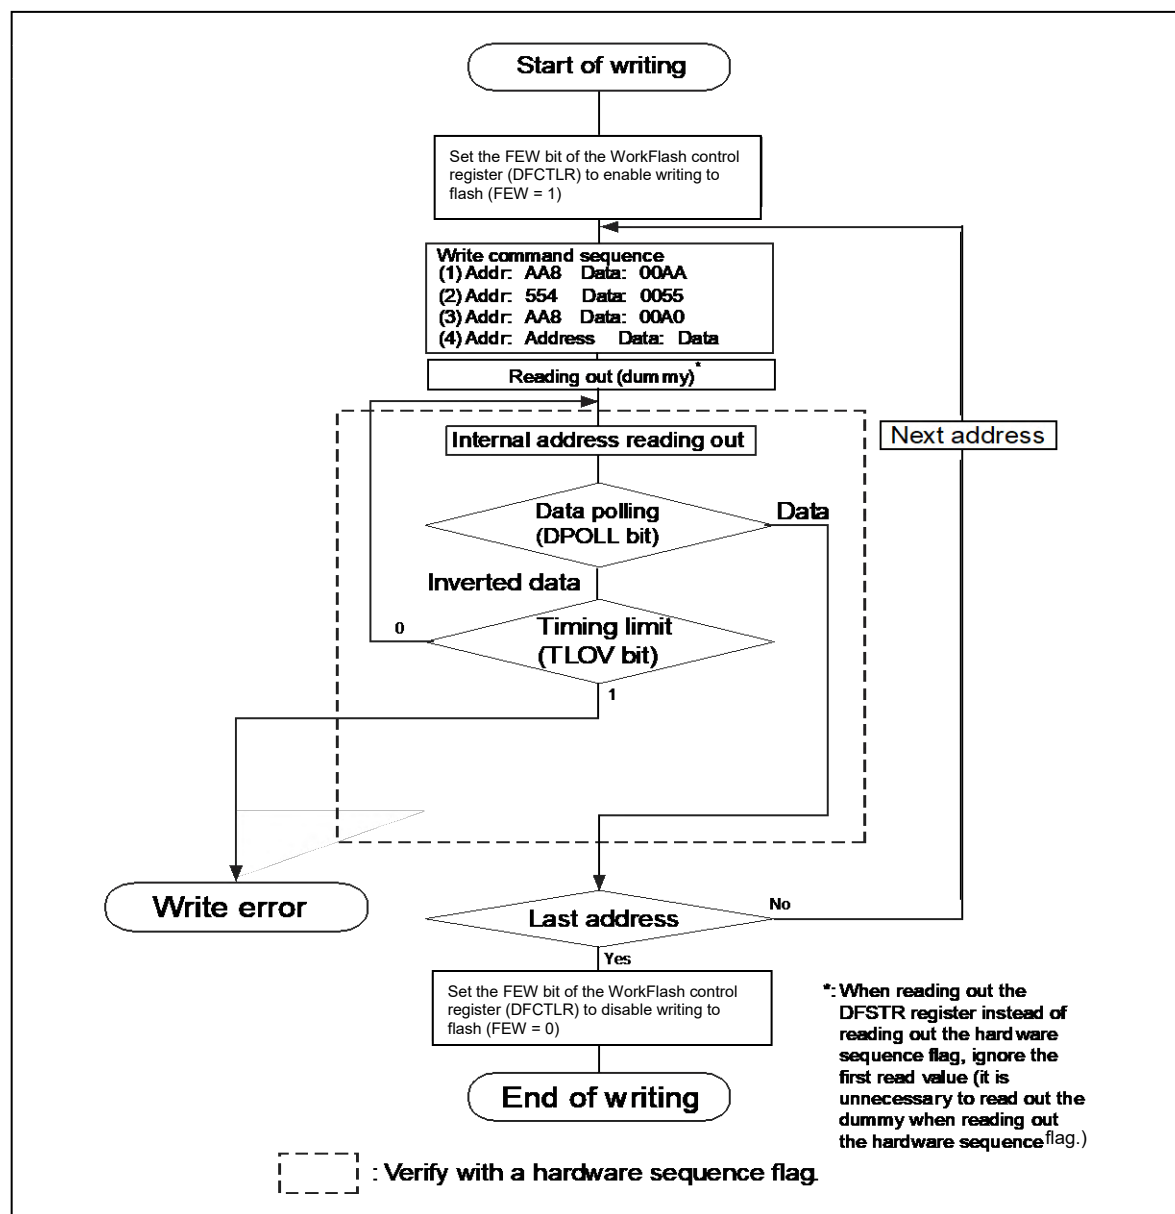 Start of writing
Set the FEW bit of the WorkFlash control
register (DFCTLR) to enable writing to
flash (FEW = 1)
Write command sequence
(1) Addr: AA8 Data: 00AA
(2) Addr: 554 Data: 0055
(3) Addr: AA8 Data: 00A0
(4) Addr: Address Data: Data
Reading out (dummy)*
Internal address reading out
Next address
Data polling
(DPOLL bit)
Data
Inverted data
Timing limit
(TLOV bit)
0
1
Write error
Last address
No
Yes
Set the FEW bit of the WorkFlash control
register (DFCTLR) to disable writing to
flash (FEW = 0)
End of writing
*: When reading out the
DFSTR register instead of
reading out the hardware
sequence flag, ignore the
first read value (it is
unnecessary to read out the
dummy when reading out
the hardware sequence flag.)
: Verify with a hardware sequence flag.